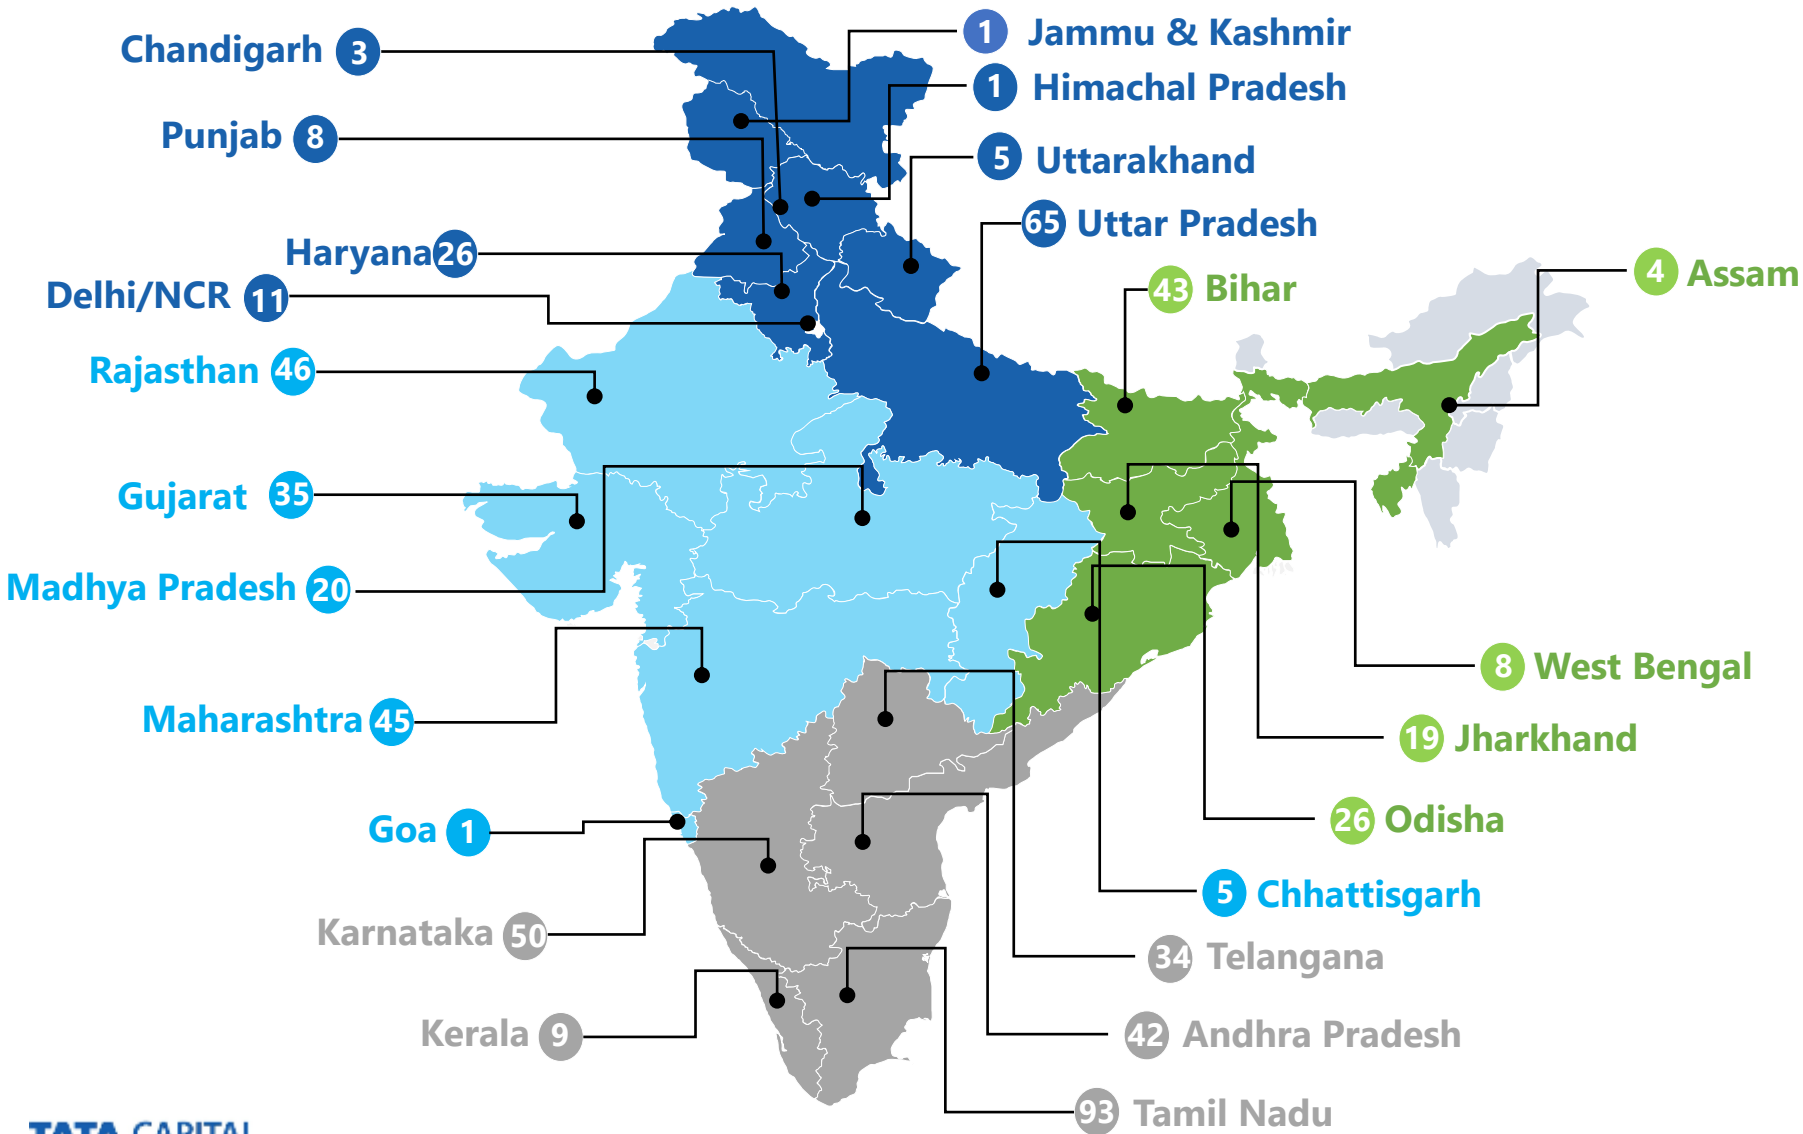 Chandigarh 3
1 Jammu & Kashmir
1 Himachal Pradesh
Punjab 8
5 Uttarakhand
65 Uttar Pradesh
Haryana 26
Delhi/NCR 11
4 Assam
43 Bihar
Rajasthan 46
Gujarat 35
Madhya Pradesh 20
8 West Bengal
Maharashtra 45
19 Jharkhand
26 Odisha
Goa 1
5 Chhattisgarh
Karnataka 50
34 Telangana
Kerala 9
42 Andhra Pradesh
93 Tamil Nadu
TATA CAPITAL